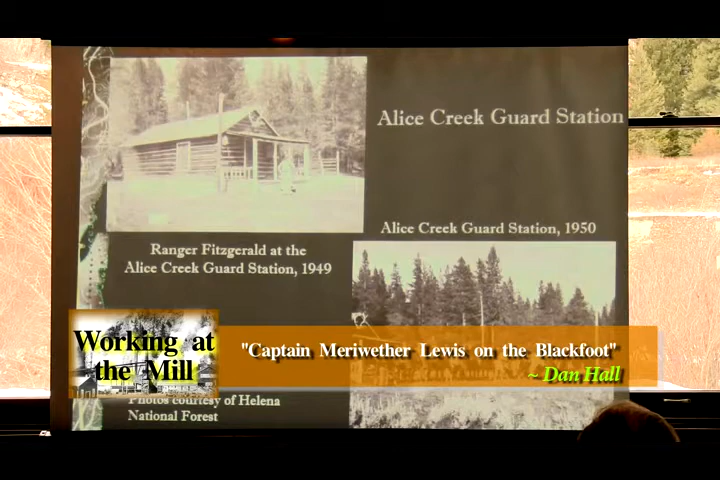 Alice Creek Guard Station
Alice Creek Guard Station, 1950
Ranger Fitzgerald at the
Alice Creek Guard Station, 1949
Working at
the Mill
"Captain Meriwether Lewis on the Blackfoot"
~ Dan Hall
Photos courtesy of Helena
National Forest